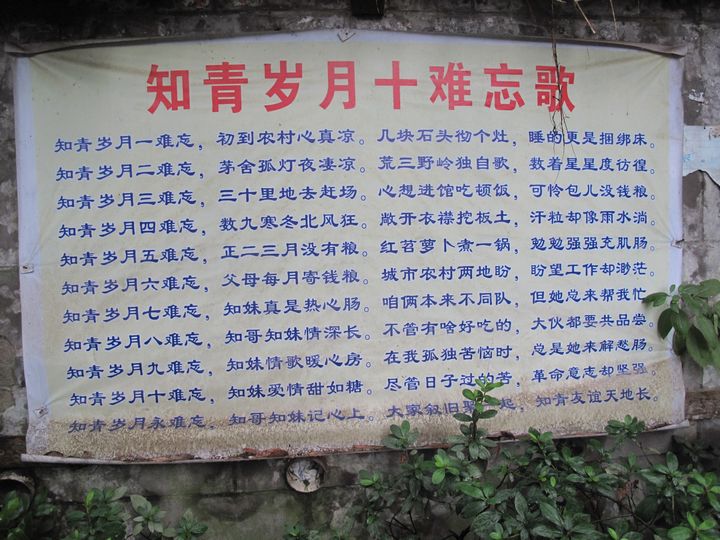 知青岁月十难忘歌
知青岁月一难忘，初到农村心真凉。几块石头彻个灶，睡的更是捆绑床。
知青岁月二难忘，茅舍孤灯夜凄凉。荒三野岭独自歌，数着星星度彷徨。
知青岁月三难忘，三十里地去赶场。心想进馆吃顿饭，可怜包儿没钱粮。
知青岁月四难忘，数九寒冬北风狂。敞开衣襟挖板土，汗粒却像雨水淌。
知青岁月五难忘，正二三月没有粮。红苕萝卜煮一锅，勉勉强强充肌肠。
知青岁月六难忘，父母每月寄钱粮。城市农村两地盼，盼望工作却渺茫。
知青岁月七难忘，知妹真是热心肠。咱俩本来不同队，但她总来帮我忙。
知青岁月八难忘，知哥知妹情深长。不管有啥好吃的，大伙都要共品尝。
知青岁月九难忘，知妹情歌暖心房。在我孤独苦恼时，总是她来解愁肠。
知青岁月十难忘，知妹爱情甜如糖。尽管日子过的苦，革命意志却坚强。
知青岁月永难忘，知哥知妹记心上。大家叙旧聚 起，知青友谊天地长。